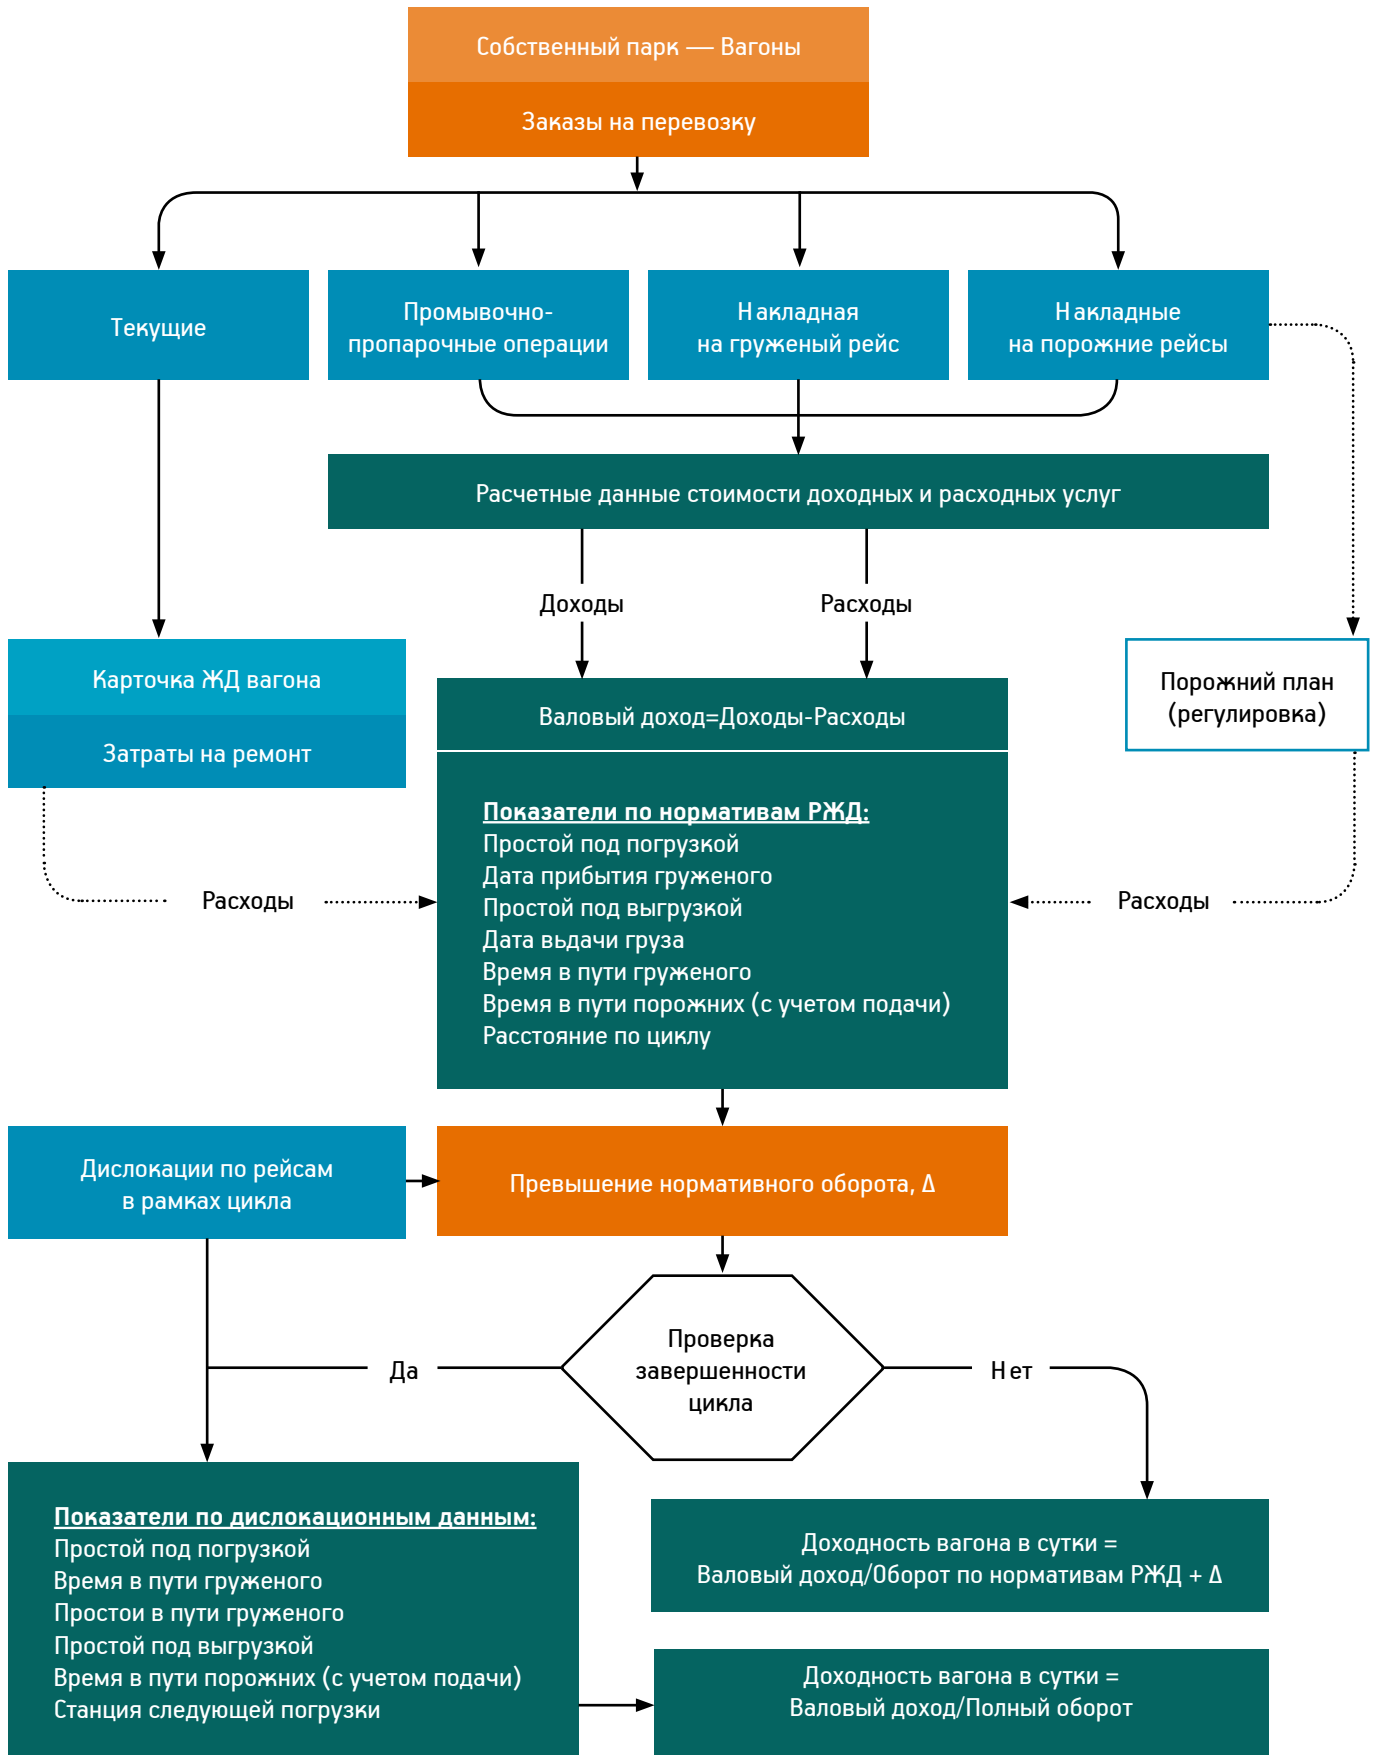 Собственный парк — Вагоны
Заказы на перевозку
Текущие
Промывочно-
пропарочные операции
Накладная
на груженый рейс
Накладные
на порожние рейсы
Расчетные данные стоимости доходных и расходных услуг
Доходы
Расходы
Карточка ЖД вагона
Затраты на ремонт
Порожний план
(регулировка)
Валовый доход=Доходы-Расходы
Показатели по нормативам РЖД:
Простой под погрузкой
Дата прибытия груженого
Простой под выгрузкой
Дата вьдачи груза
Время в пути груженого
Время в пути порожних (с учетом подачи)
Расстояние по циклу
Расходы
Расходы
Дислокации по рейсам
в рамках цикла
Превышение нормативного оборота, Δ
Проверка
завершенности
цикла
Да
Нет
Показатели по дислокационным данным:
Простой под погрузкой
Время в пути груженого
Простои в пути груженого
Простой под выгрузкой
Время в пути порожних (с учетом подачи)
Станция следующей погрузки
Доходность вагона в сутки =
Валовый доход/Оборот по нормативам РЖД + Δ
Доходность вагона в сутки =
Валовый доход/Полный оборот